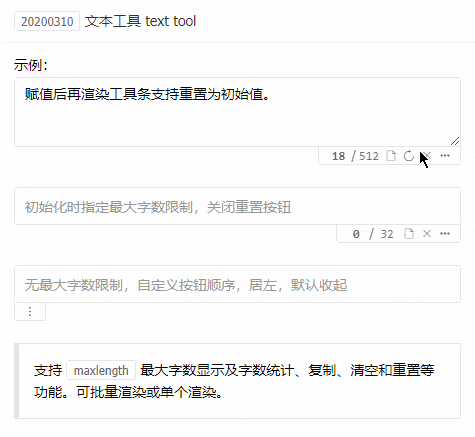 20200310 文本工具 text tool
示例：
赋值后再渲染工具条支持重置为初始值。
18 / 512
初始化时指定最大字数限制，关闭重置按钮
0 / 32
无最大字数限制，自定义按钮顺序，居左，默认收起
支持 maxlength 最大字数显示及字数统计、复制、清空和重置等
功能。可批量渲染或单个渲染。